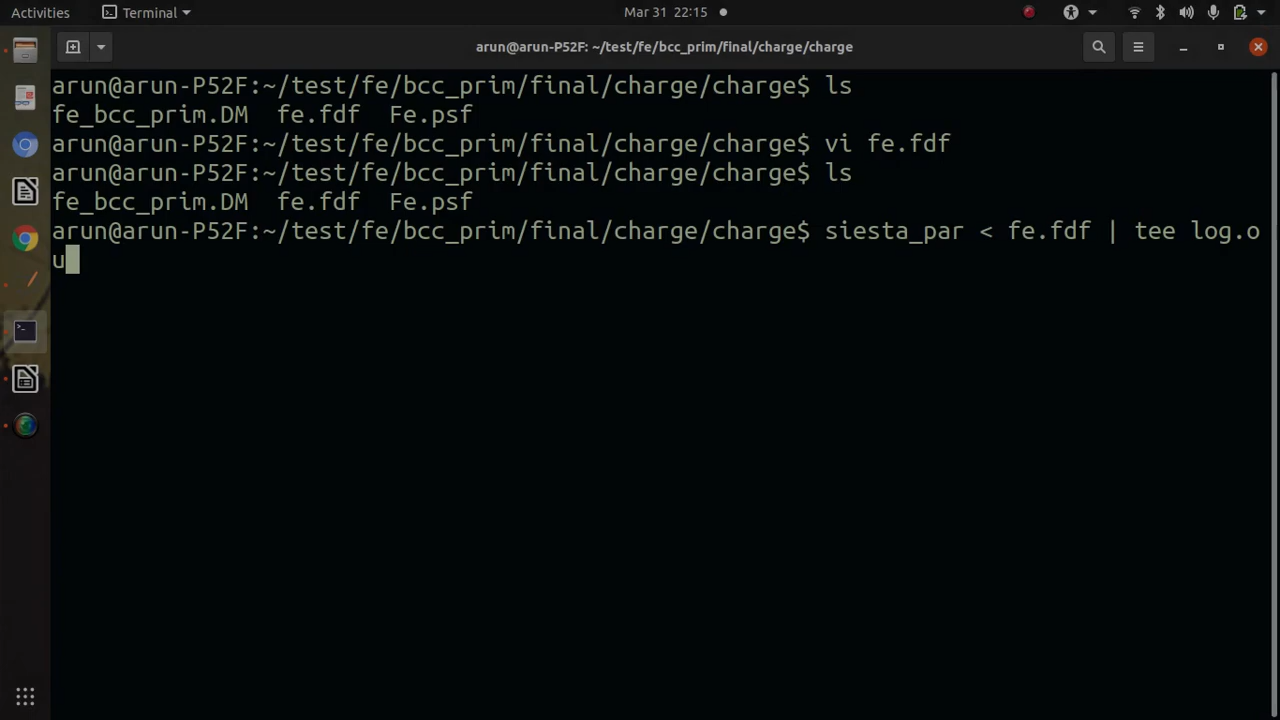 Activities Terminal Mar 31 22:15
arun@arun-P52F: ~/test/fe/bcc_prim/final/charge/charge
arun@arun-P52F:~/test/fe/bcc_prim/final/charge/charge$ ls
fe_bcc_prim.DM fe.fdf Fe.psf
arun@arun-P52F:~/test/fe/bcc_prim/final/charge/charge$ vi fe.fdf
arun@arun-P52F:~/test/fe/bcc_prim/final/charge/charge$ ls
fe_bcc_prim.DM fe.fdf Fe.psf
arun@arun-P52F:~/test/fe/bcc_prim/final/charge/charge$ siesta_par < fe.fdf | tee log.o
u